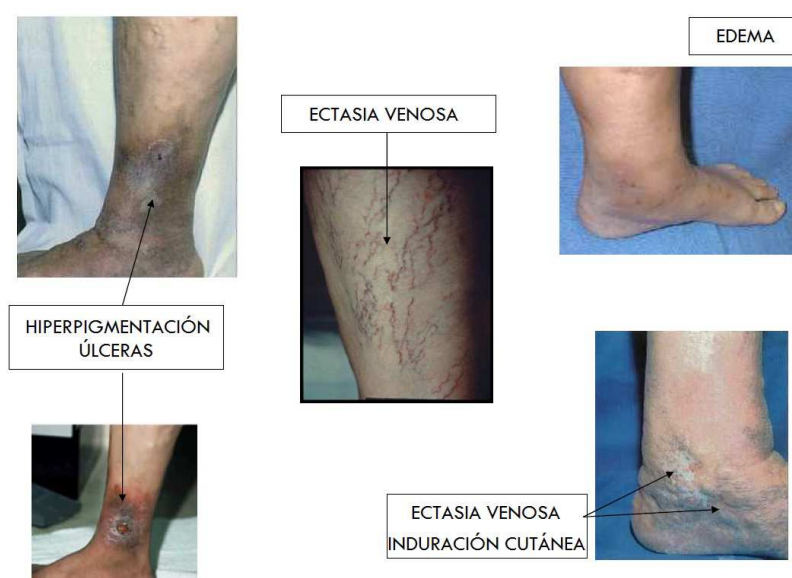 EDEMA
ECTASIA VENOSA
HIPERPIGMENTACIÓN
ÚLCERAS
ECTASIA VENOSA
INDURACIÓN CUTÁNEA